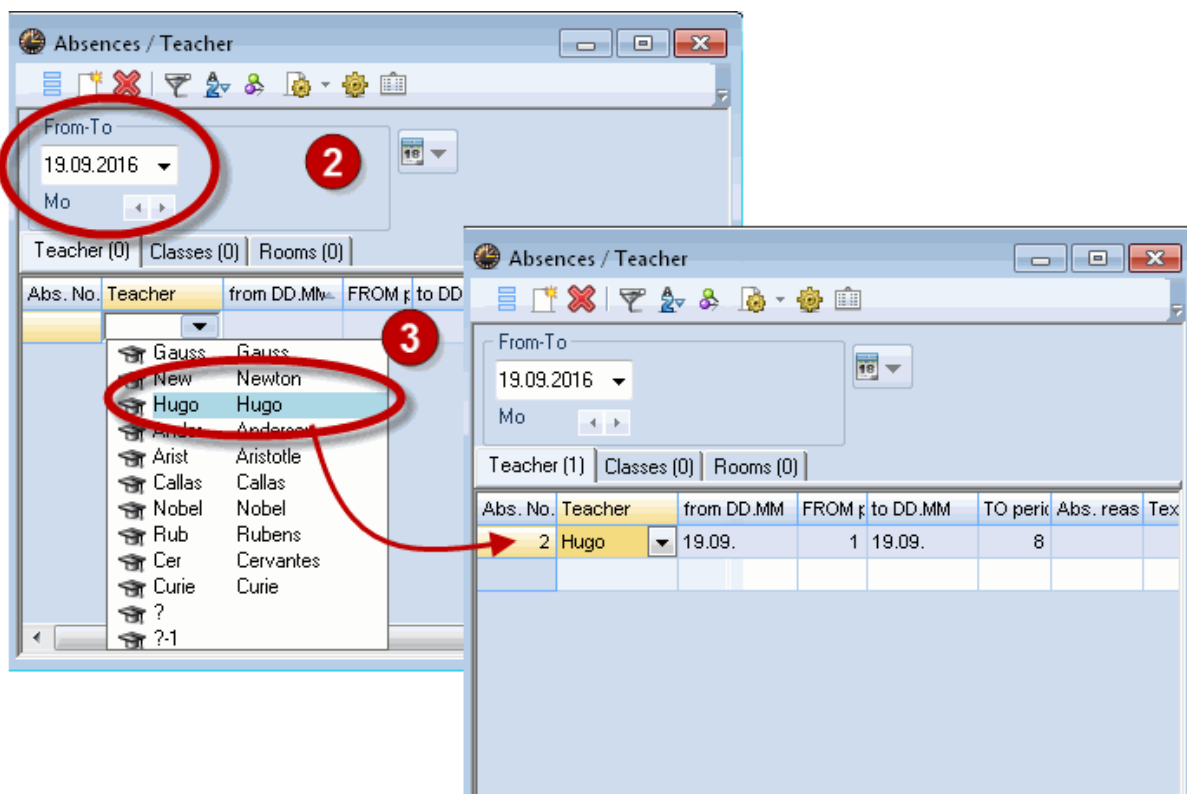 Absences / Teacher
From-To
19.09.2016
2
18
Mo
Teacher (0) Classes (0) Rooms (0)
Abs. No. Teacher from DD.MM FROM p to DD
3
Gauss Gauss
New Newton
Hugo Hugo
Ander Anderson
Arist Aristotle
Callas Callas
Nobel Nobel
Rub Rubens
Cer Cervantes
Curie Curie
?
?-1
Absences / Teacher
From-To
19.09.2016
18
Mo
Teacher (1) Classes (0) Rooms (0)
Abs. No. Teacher from DD.MM FROM p to DD.MM TO peri Abs. reas Tex
2 Hugo 19.09. 1 19.09. 8